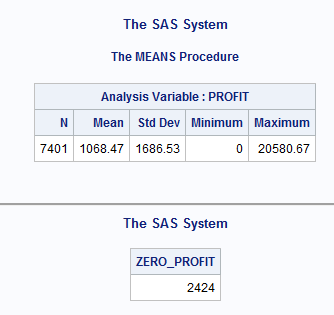 The SAS System
The MEANS Procedure
Analysis Variable : PROFIT
N Mean Std Dev Minimum Maximum
7401 1068.47 1686.53 0 20580.67
The SAS System
ZERO_PROFIT
2424